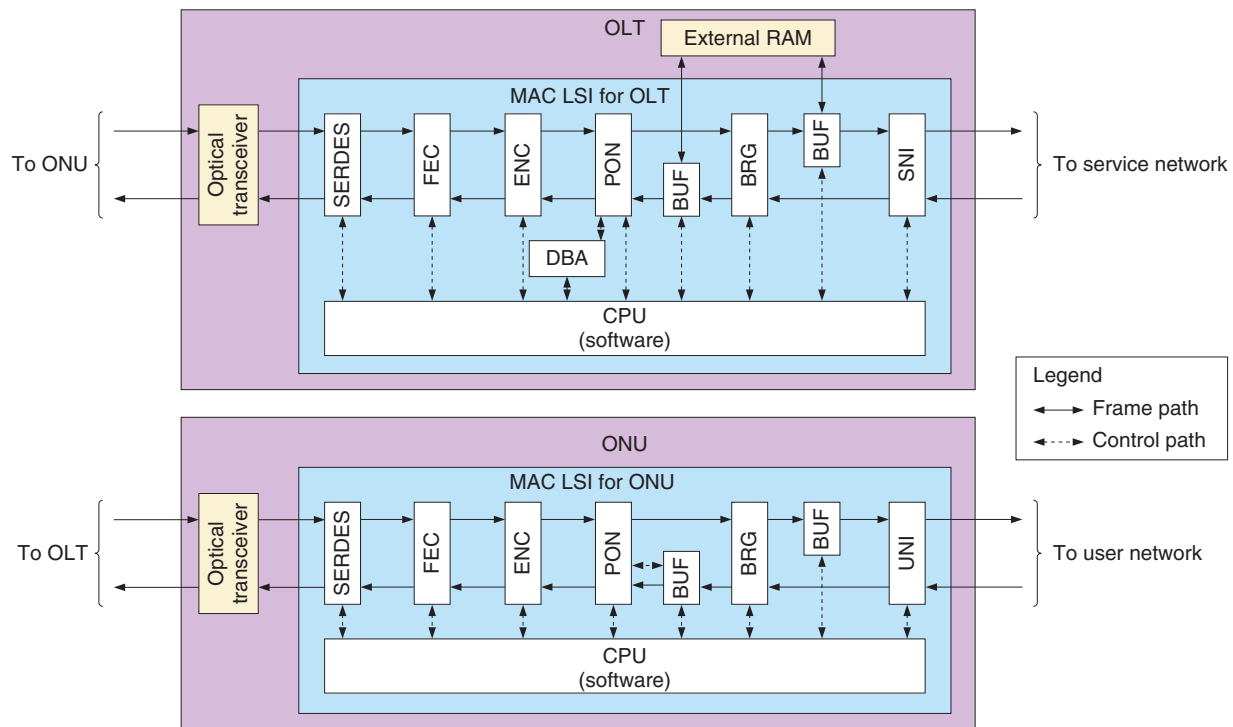 OLT
External RAM
MAC LSI for OLT
To ONU
Optical
transceiver
SERDES
FEC
ENC
PON
BUF
BRG
BUF
SNI
To service network
DBA
CPU
(software)
Legend
Frame path
Control path
ONU
MAC LSI for ONU
To OLT
Optical
transceiver
SERDES
FEC
ENC
PON
BUF
BRG
BUF
UNI
To user network
CPU
(software)